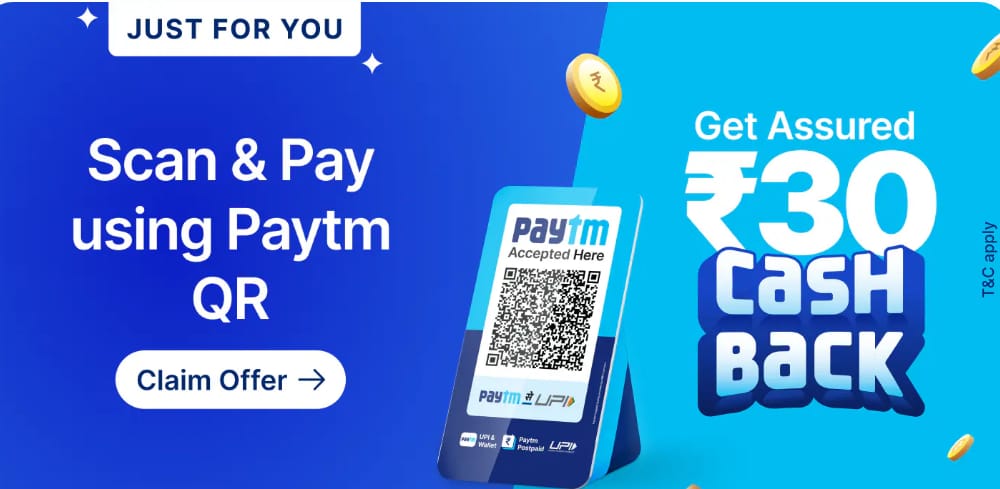 JUST FOR YOU
Scan & Pay
using Paytm
QR
Claim Offer →
Get Assured
₹30
CASH
BACK
T&C apply
paytm
Accepted Here
paytm से UPI
paytm UPI &
Wallet
₹ Paytm
Postpaid
UPI